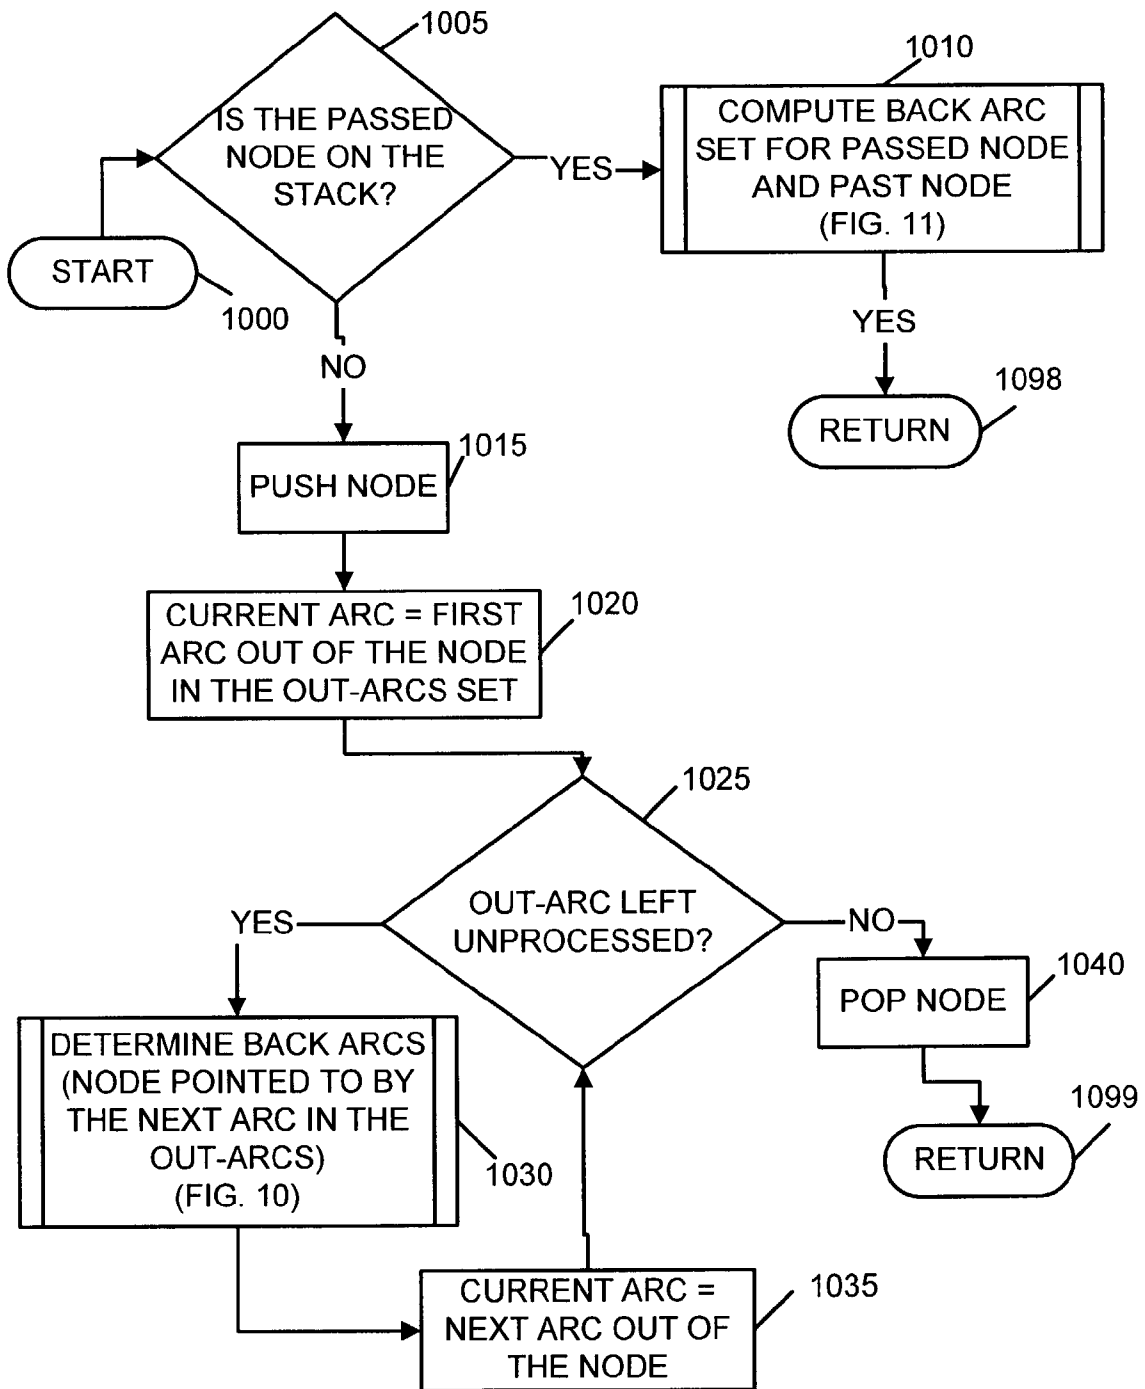 1005
IS THE PASSED
NODE ON THE
STACK?
YES
1010
COMPUTE BACK ARC
SET FOR PASSED NODE
AND PAST NODE
(FIG. 11)
START
1000
YES
NO
1098
RETURN
1015
PUSH NODE
1020
CURRENT ARC = FIRST
ARC OUT OF THE NODE
IN THE OUT-ARCS SET
1025
OUT-ARC LEFT
UNPROCESSED?
YES
NO
1040
POP NODE
DETERMINE BACK ARCS
(NODE POINTED TO BY
THE NEXT ARC IN THE
OUT-ARCS)
(FIG. 10)
1030
1099
RETURN
1035
CURRENT ARC =
NEXT ARC OUT OF
THE NODE